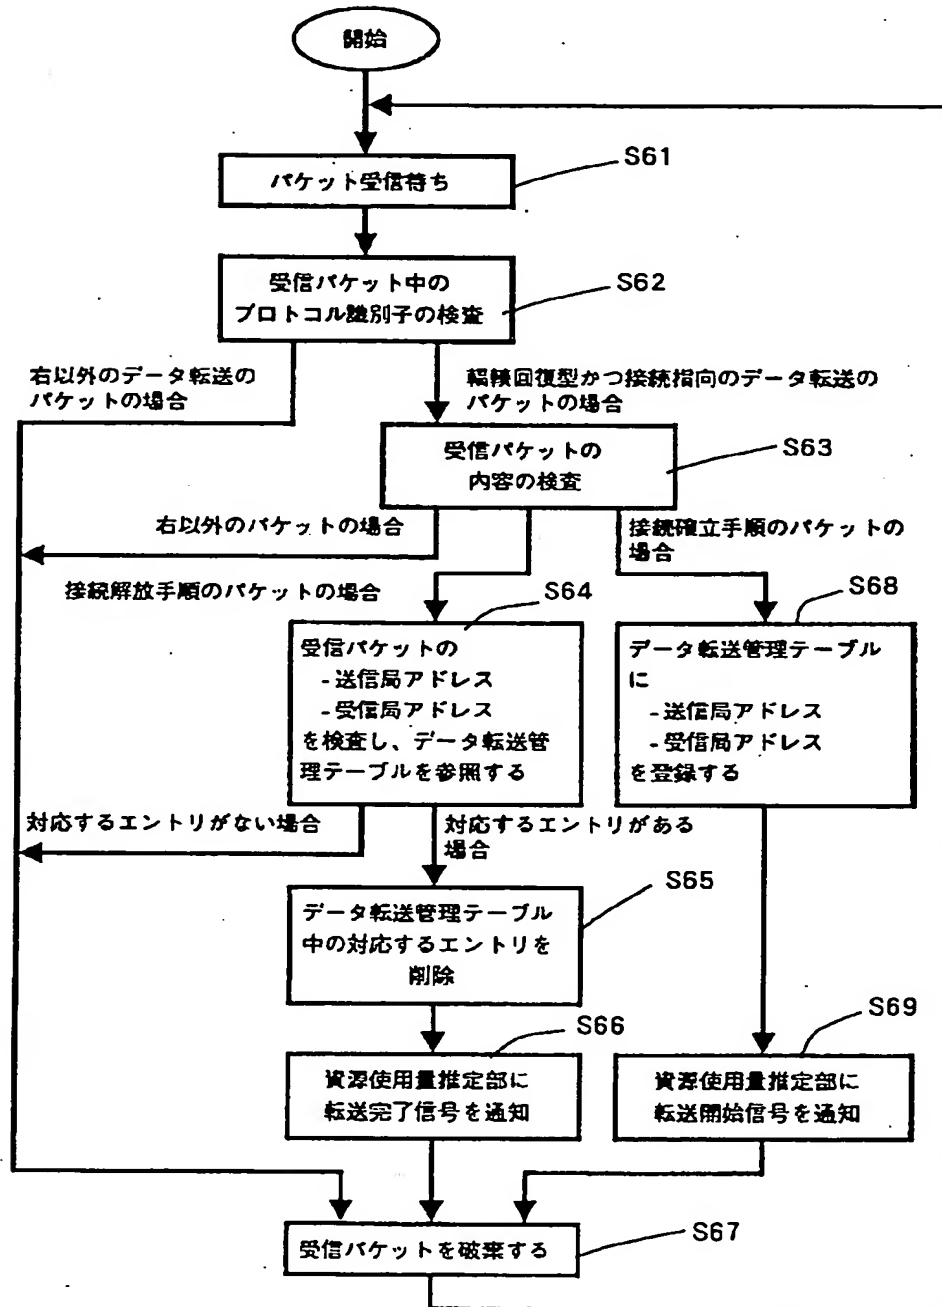 開始
パケット受信待ち
S61
受信パケット中の
プロトコル識別子の検査
S62
右以外のデータ転送の
パケットの場合
輻輳回復型かつ接続指向のデータ転送の
パケットの場合
受信パケットの
内容の検査
S63
右以外のパケットの場合
接続確立手順のパケットの
場合
接続解放手順のパケットの場合
S64
S68
受信パケットの
-送信局アドレス
-受信局アドレス
を検査し、データ転送管
理テーブルを参照する
データ転送管理テーブル
に
-送信局アドレス
-受信局アドレス
を登録する
対応するエントリがない場合
対応するエントリがある
場合
S65
データ転送管理テーブル
中の対応するエントリを
削除
S66
S69
資源使用量推定部に
転送完了信号を通知
資源使用量推定部に
転送開始信号を通知
受信パケットを破棄する
S67